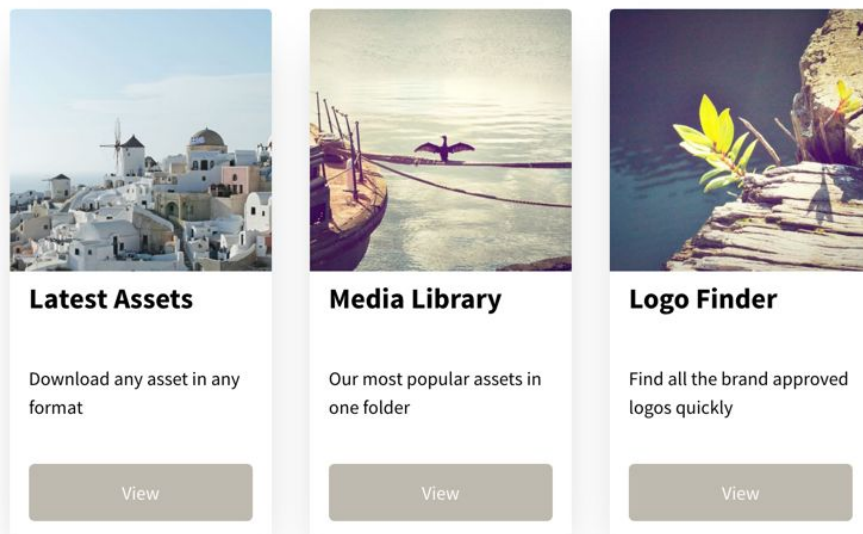 Latest Assets
Download any asset in any
format
View
Media Library
Our most popular assets in
one folder
View
Logo Finder
Find all the brand approved
logos quickly
View